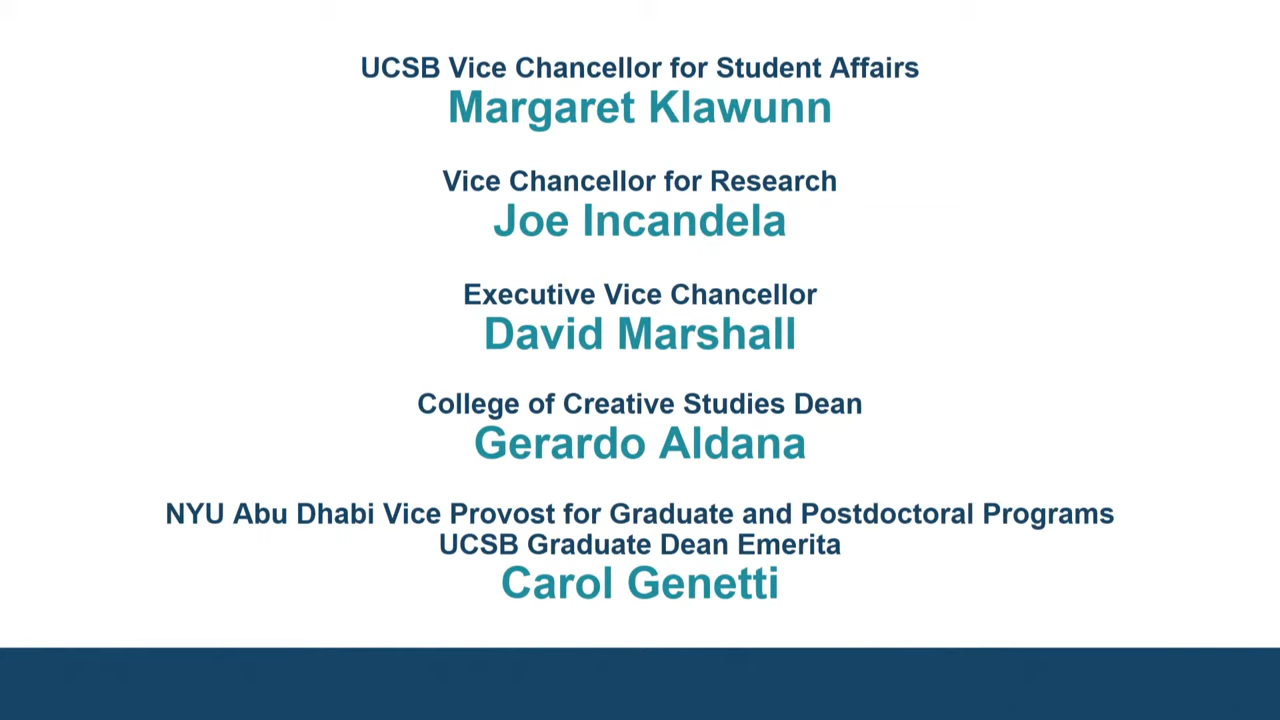 UCSB Vice Chancellor for Student Affairs
Margaret Klawunn
Vice Chancellor for Research
Joe Incandela
Executive Vice Chancellor
David Marshall
College of Creative Studies Dean
Gerardo Aldana
NYU Abu Dhabi Vice Provost for Graduate and Postdoctoral Programs
UCSB Graduate Dean Emerita
Carol Genetti